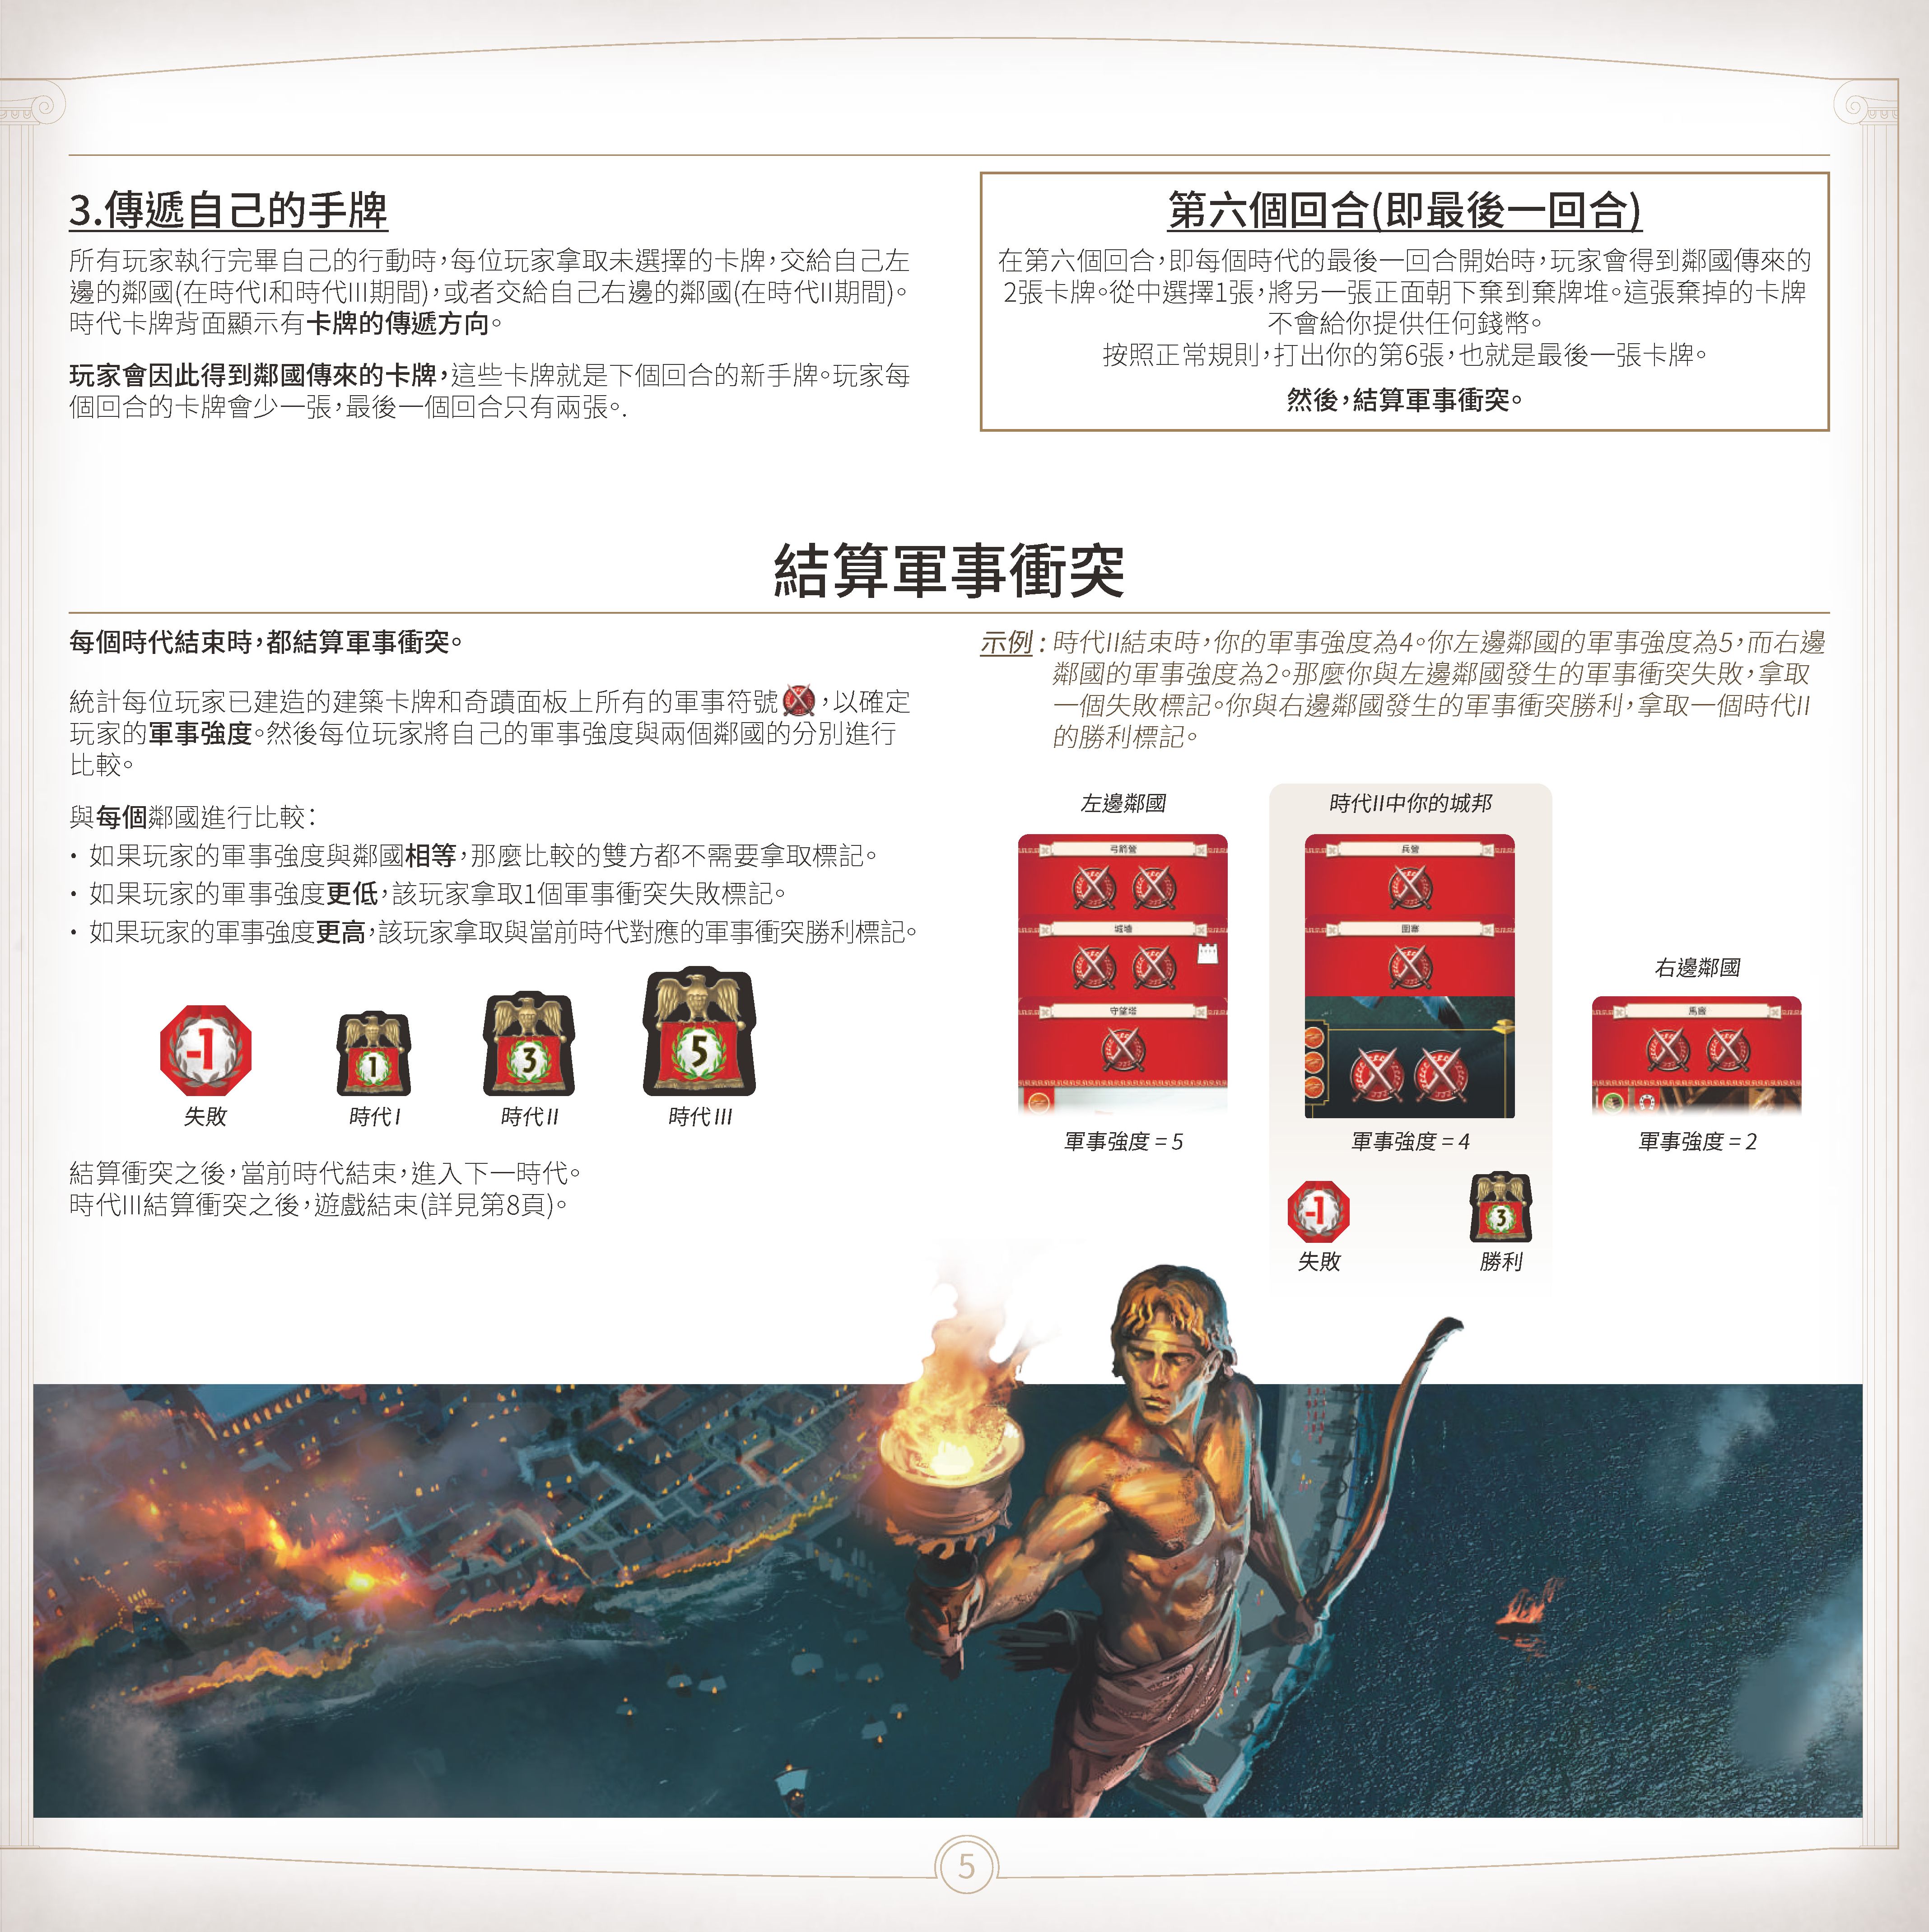 3.傳遞自己的手牌
所有玩家執行完畢自己的行動時，每位玩家拿取未選擇的卡牌，交給自己左
邊的鄰國(在時代I和時代III期間)，或者交給自己右邊的鄰國(在時代II期間)。
時代卡牌背面顯示有卡牌的傳遞方向。
玩家會因此得到鄰國傳來的卡牌，這些卡牌就是下個回合的新手牌。玩家每
個回合的卡牌會少一張，最後一個回合只有兩張。.
第六個回合(即最後一回合)
在第六個回合，即每個時代的最後一回合開始時，玩家會得到鄰國傳來的
2張卡牌。從中選擇1張，將另一張正面朝下棄到棄牌堆。這張棄掉的卡牌
不會給你提供任何錢幣。
按照正常規則，打出你的第6張，也就是最後一張卡牌。
然後，結算軍事衝突。
結算軍事衝突
每個時代結束時，都結算軍事衝突。
統計每位玩家已建造的建築卡牌和奇蹟面板上所有的軍事符號，以確定
玩家的軍事強度。然後每位玩家將自己的軍事強度與兩個鄰國的分別進行
比較。
與每個鄰國進行比較：
• 如果玩家的軍事強度與鄰國相等，那麼比較的雙方都不需要拿取標記。
• 如果玩家的軍事強度更低，該玩家拿取1個軍事衝突失敗標記。
• 如果玩家的軍事強度更高，該玩家拿取與當前時代對應的軍事衝突勝利標記。
-1
1
3
5
失敗
時代 I
時代 II
時代 III
結算衝突之後，當前時代結束，進入下一時代。
時代III結算衝突之後，遊戲結束(詳見第8頁)。
示例：時代II結束時，你的軍事強度為4。你左邊鄰國的軍事強度為5，而右邊
鄰國的軍事強度為2。那麼你與左邊鄰國發生的軍事衝突失敗，拿取
一個失敗標記。你與右邊鄰國發生的軍事衝突勝利，拿取一個時代II
的勝利標記。
左邊鄰國
弓箭營
城墻
守望塔
軍事強度 = 5
時代II中你的城邦
兵營
圍寨
軍事強度 = 4
-1
3
失敗
勝利
右邊鄰國
馬廄
軍事強度 = 2
5